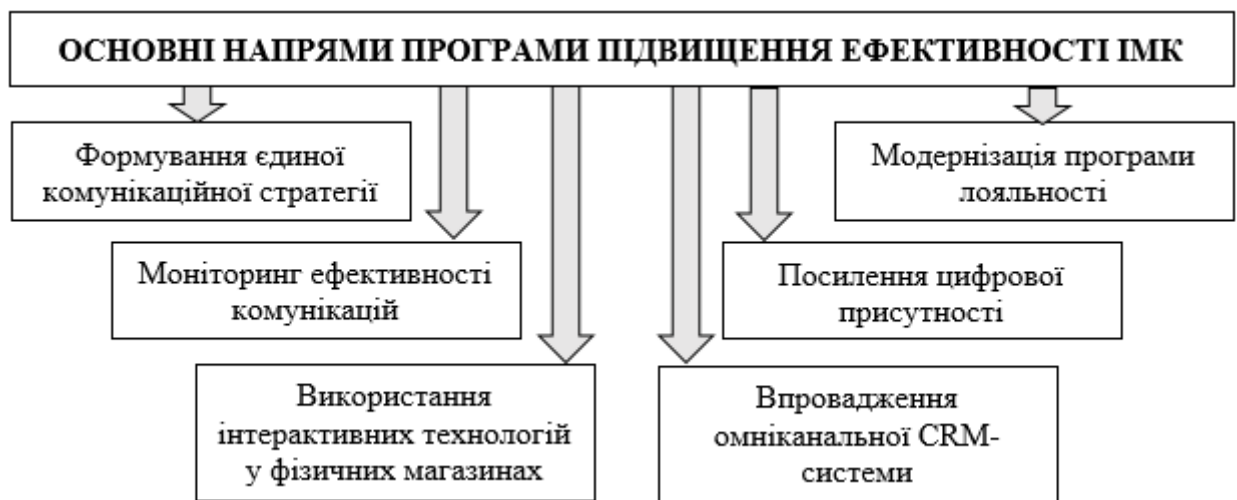 ОСНОВНІ НАПРЯМИ ПРОГРАМИ ПІДВИЩЕННЯ ЕФЕКТИВНОСТІ ІМК
Формування єдиної
комунікаційної стратегії
Модернізація програми
лояльності
Моніторинг ефективності
комунікацій
Посилення цифрової
присутності
Використання
інтерактивних технологій
у фізичних магазинах
Впровадження
омніканальної CRM-
системи